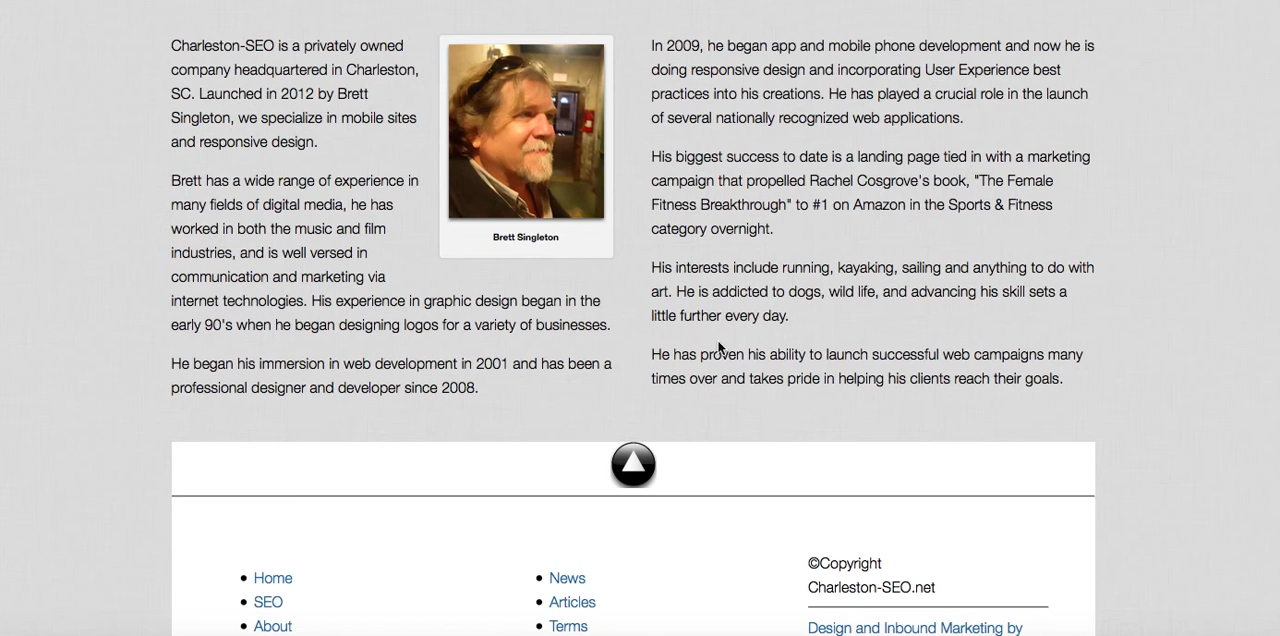 Charleston-SEO is a privately owned
company headquartered in Charleston,
SC. Launched in 2012 by Brett
Singleton, we specialize in mobile sites
and responsive design.
Brett has a wide range of experience in
many fields of digital media, he has
worked in both the music and film
industries, and is well versed in
communication and marketing via
internet technologies. His experience in graphic design began in the
early 90's when he began designing logos for a variety of businesses.
He began his immersion in web development in 2001 and has been a
professional designer and developer since 2008.
Brett Singleton
In 2009, he began app and mobile phone development and now he is
doing responsive design and incorporating User Experience best
practices into his creations. He has played a crucial role in the launch
of several nationally recognized web applications.
His biggest success to date is a landing page tied in with a marketing
campaign that propelled Rachel Cosgrove's book, "The Female
Fitness Breakthrough" to #1 on Amazon in the Sports & Fitness
category overnight.
His interests include running, kayaking, sailing and anything to do with
art. He is addicted to dogs, wild life, and advancing his skill sets a
little further every day.
He has proven his ability to launch successful web campaigns many
times over and takes pride in helping his clients reach their goals.
Home
SEO
About
News
Articles
Terms
©Copyright
Charleston-SEO.net
Design and Inbound Marketing by